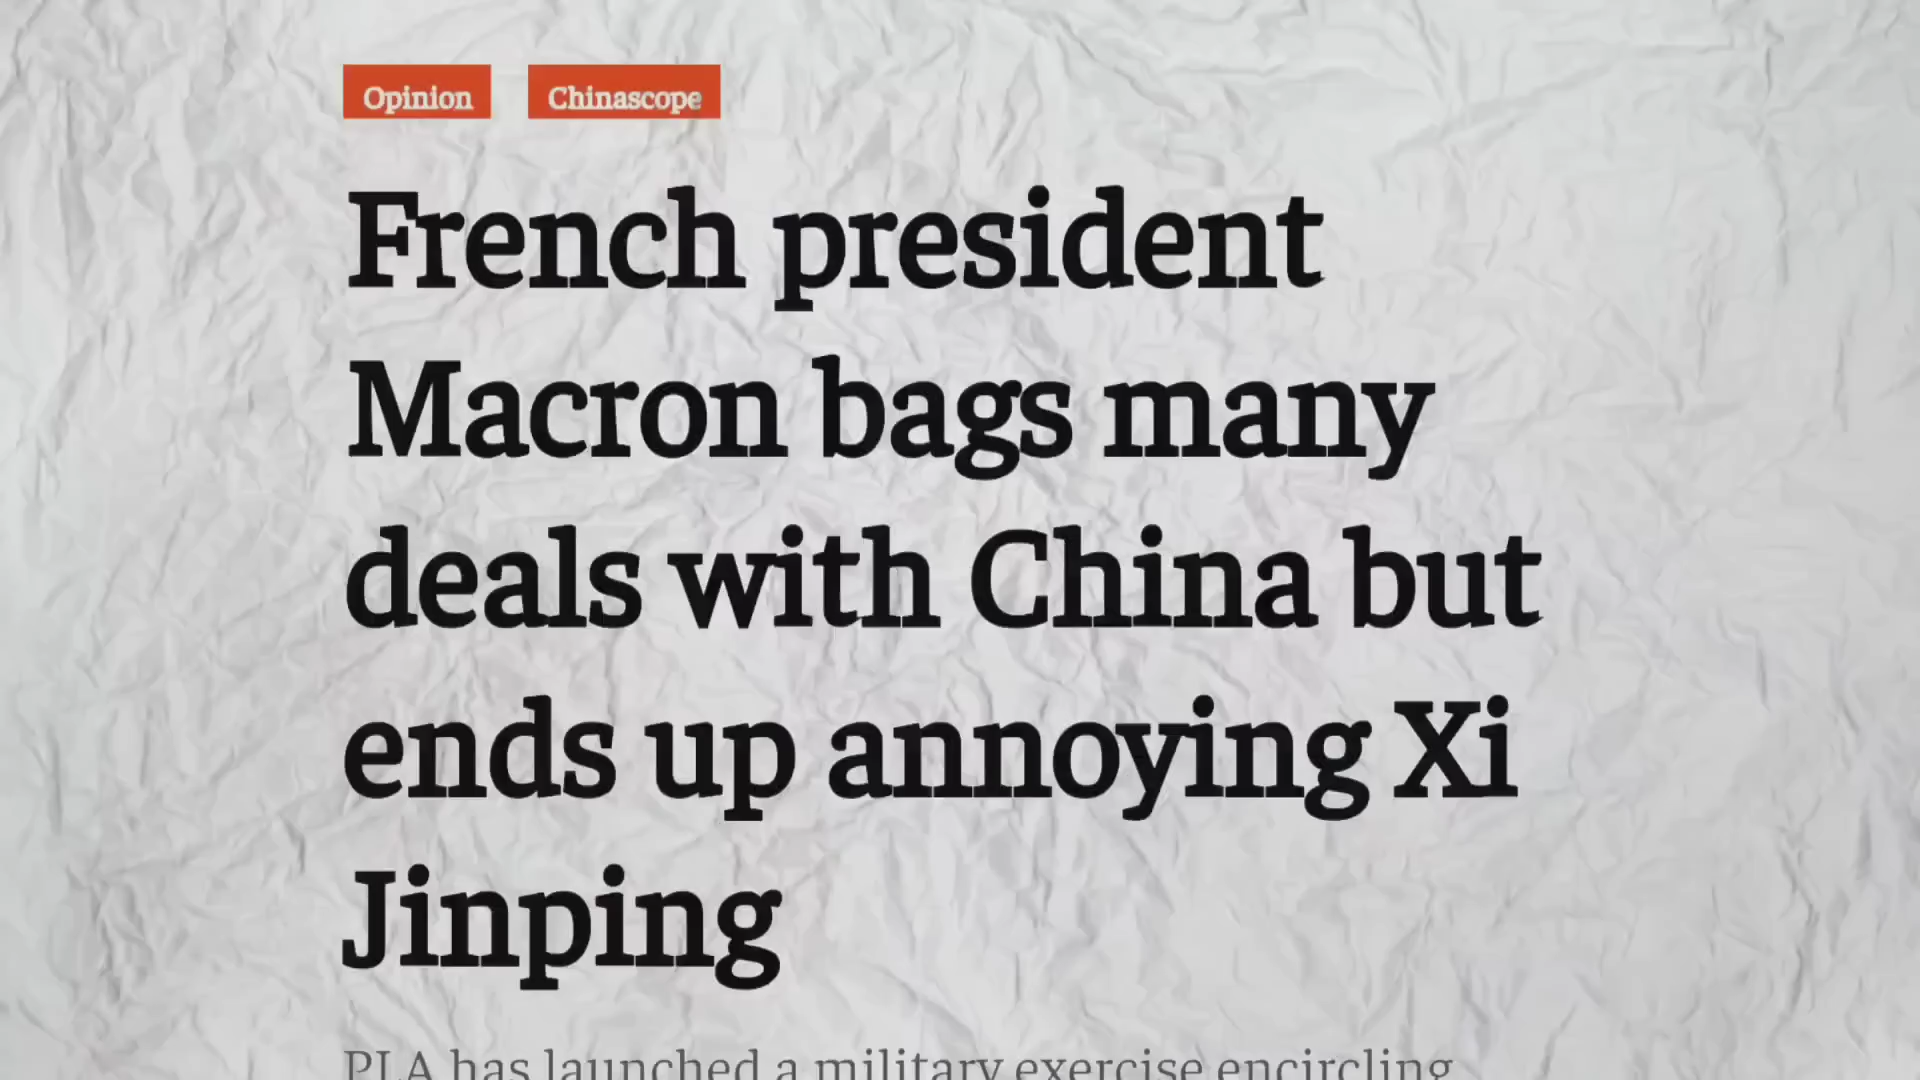 Opinion Chinascope
French president
Macron bags many
deals with China but
ends up annoying Xi
Jinping
PLA has launched a military exercise encircling